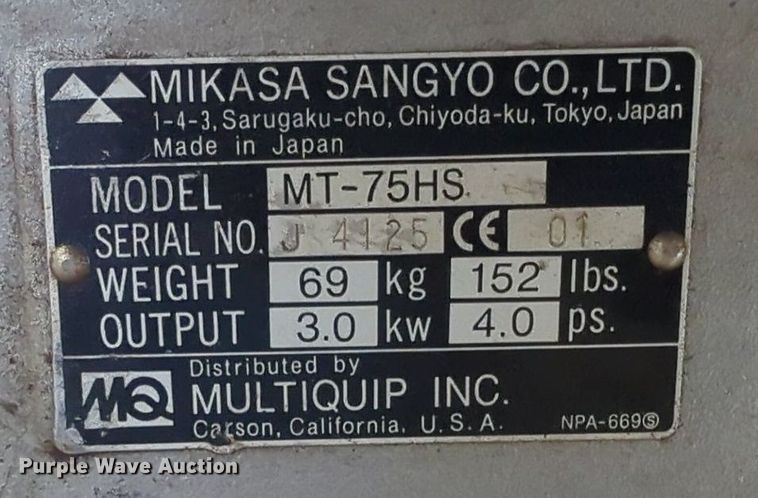 MIKASA SANGYO CO.,LTD.
1-4-3, Sarugaku-cho, Chiyoda-ku, Tokyo, Japan
Made in Japan
MODEL MT-75HS
SERIAL NO. J 4125 CE 01
WEIGHT 69 kg 152 lbs.
OUTPUT 3.0 kw 4.0 ps.
MQ Distributed by
MULTIQUIP INC.
Carson, California, U. S. A. NPA-669Ⓢ
Purple Wave Auction